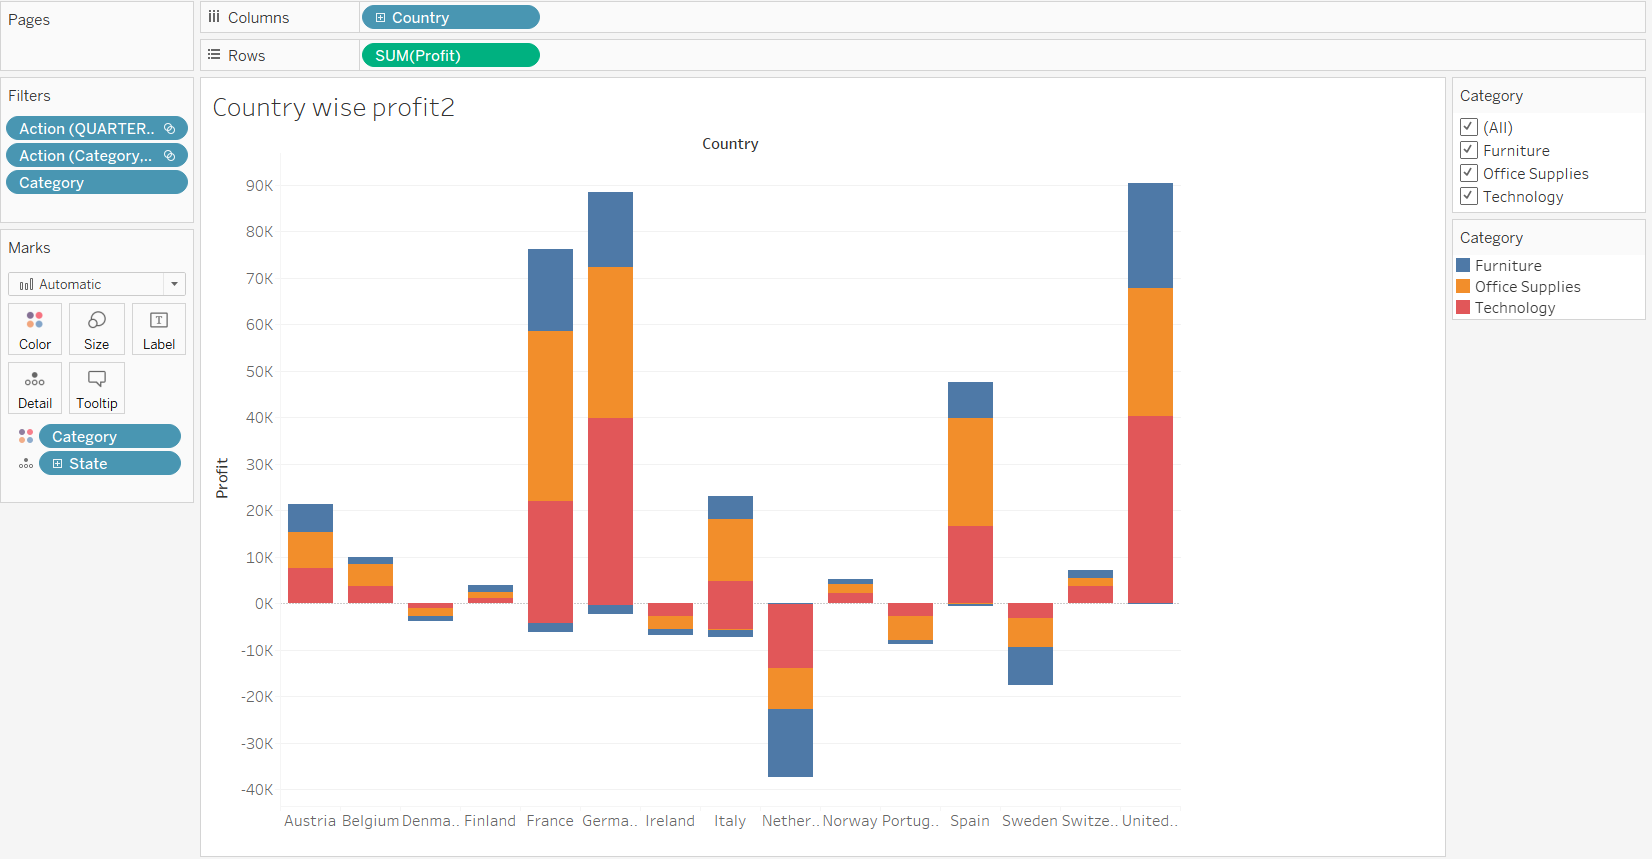 Pages
Columns
Country
Rows
SUM(Profit)
Filters
Action (QUARTER..
Action (Category,..
Category
Marks
Automatic
Color
Size
Label
Detail
Tooltip
Category
State
Country wise profit2
Country
Profit
90K
80K
70K
60K
50K
40K
30K
20K
10K
0K
-10K
-20K
-30K
-40K
Austria Belgium Denma.. Finland France Germa.. Ireland Italy Nether.. Norway Portug.. Spain Sweden Switze.. United..
Category
(All)
Furniture
Office Supplies
Technology
Category
Furniture
Office Supplies
Technology